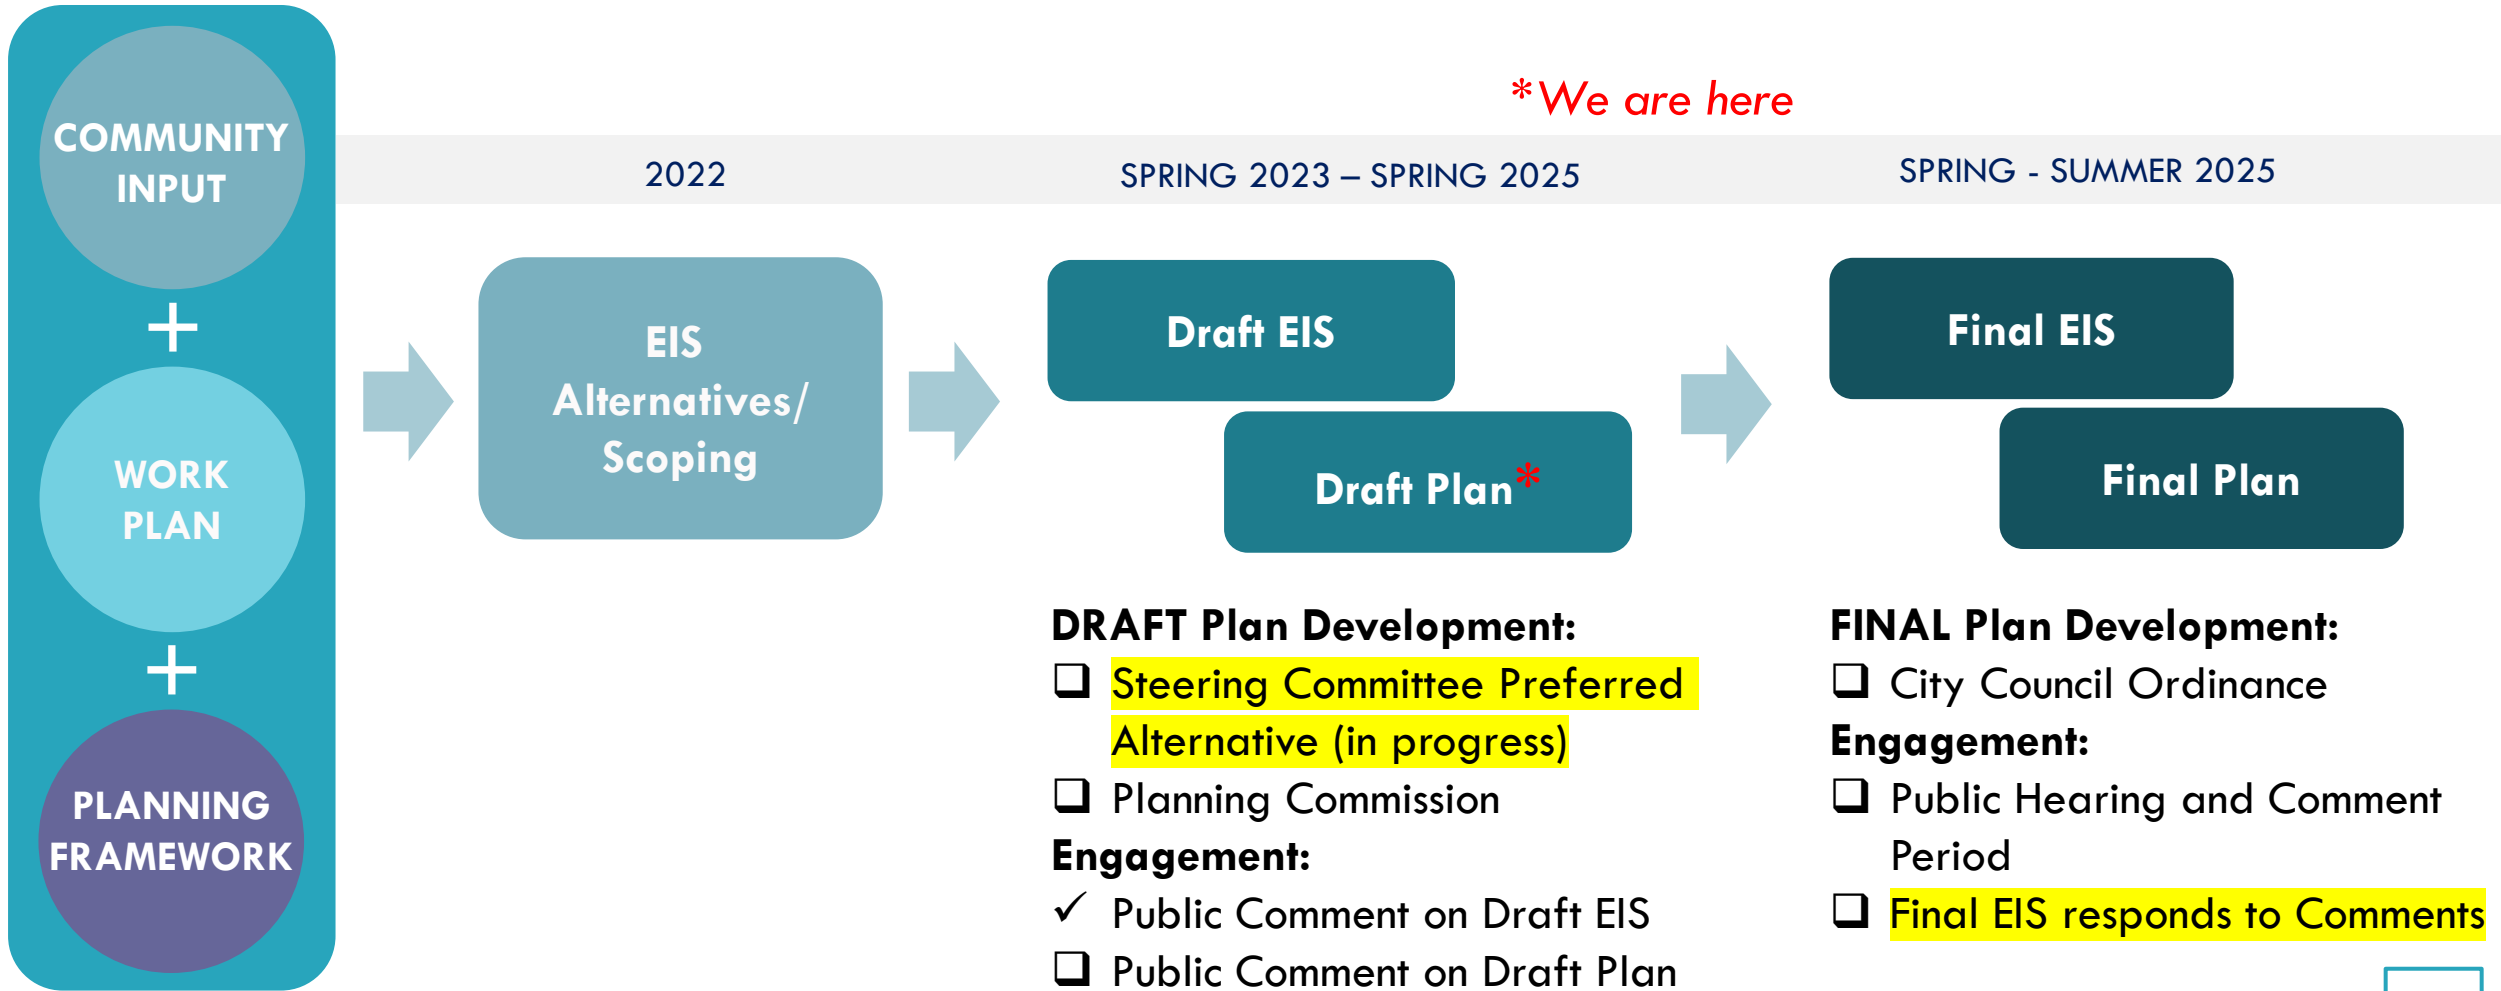 COMMUNITY
INPUT
+
WORK
PLAN
+
PLANNING
FRAMEWORK
*We are here
2022
SPRING 2023 – SPRING 2025
SPRING - SUMMER 2025
EIS
Alternatives/
Scoping
Draft EIS
Draft Plan*
Final EIS
Final Plan
DRAFT Plan Development:
❑ Steering Committee Preferred
Alternative (in progress)
❑ Planning Commission
Engagement:
✓ Public Comment on Draft EIS
❑ Public Comment on Draft Plan
FINAL Plan Development:
❑ City Council Ordinance
Engagement:
❑ Public Hearing and Comment
Period
❑ Final EIS responds to Comments